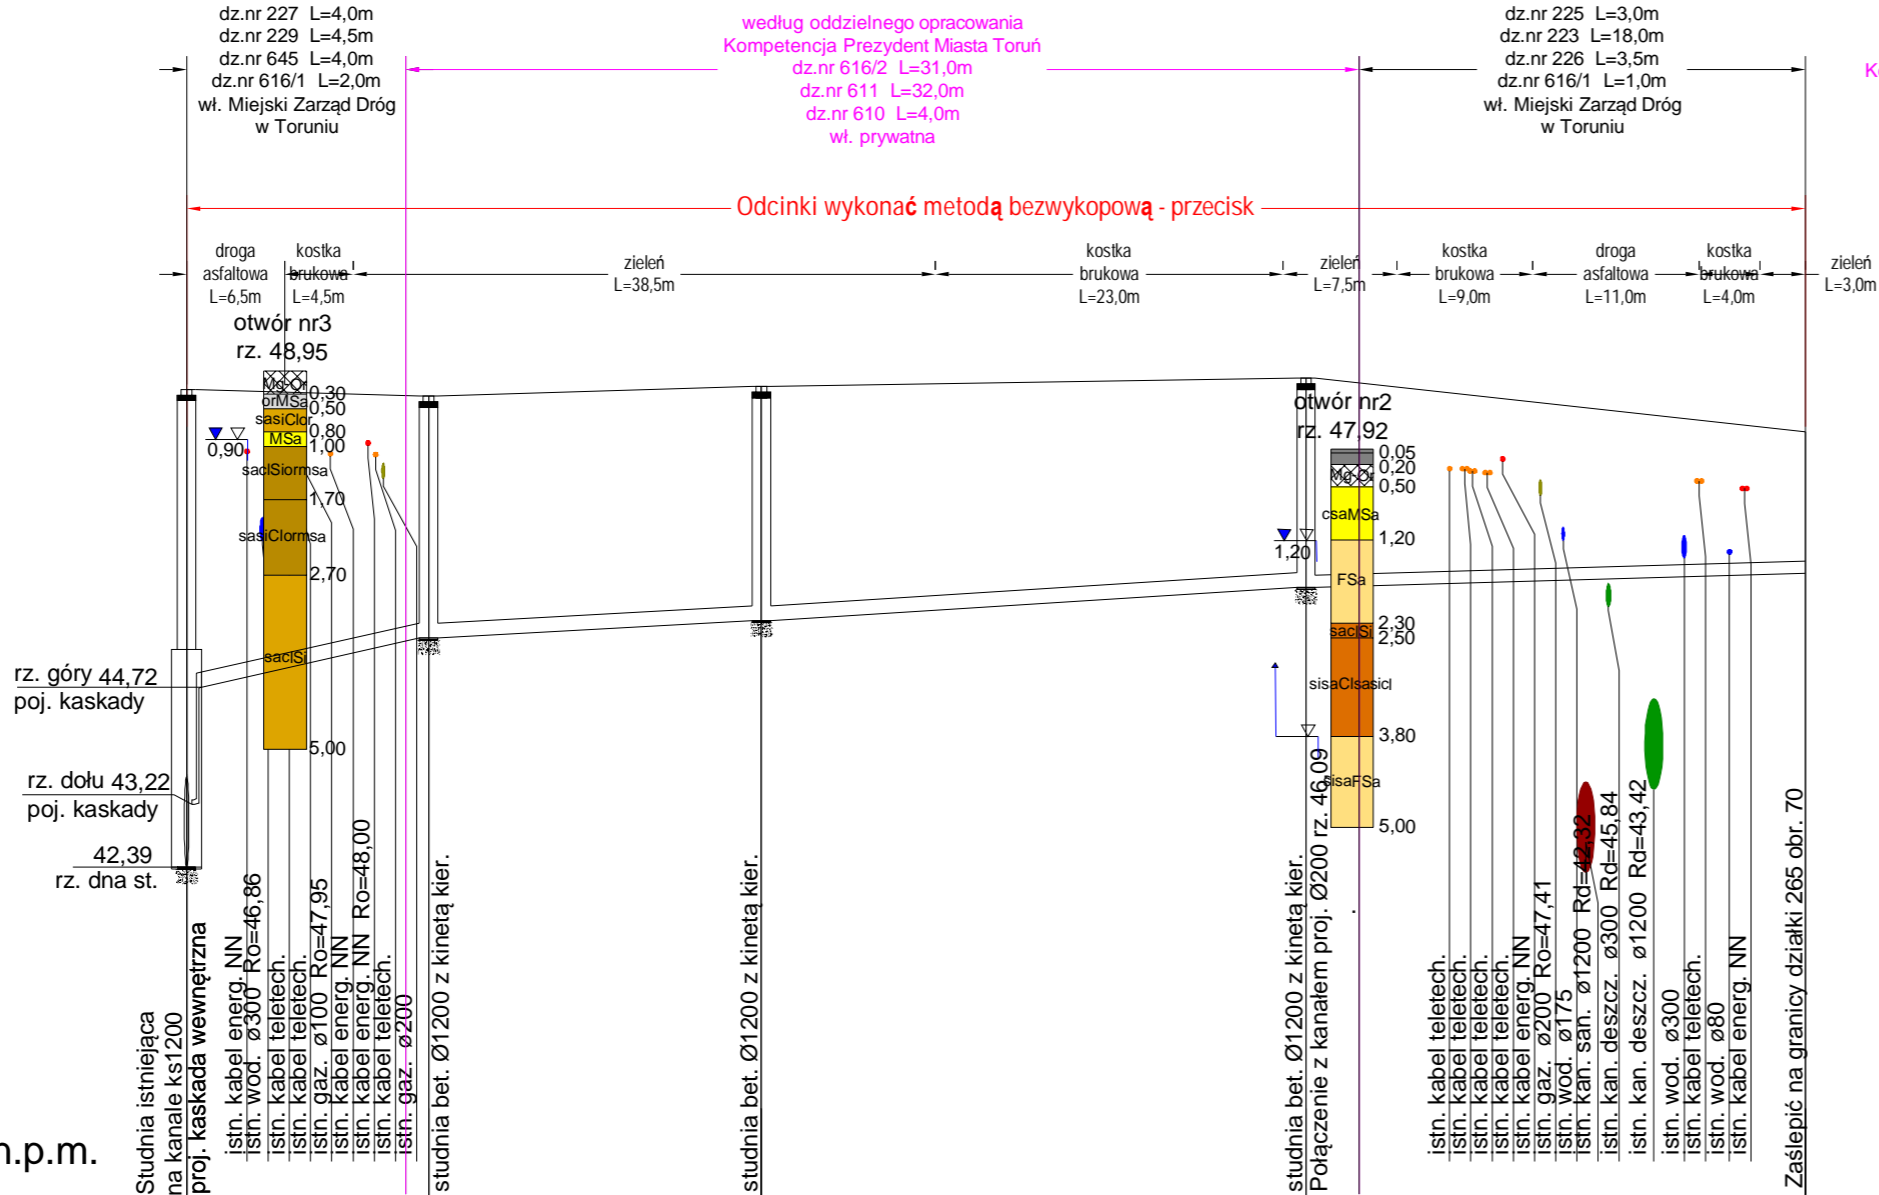 dz.nr 227 L=4,0m
dz.nr 229 L=4,5m
dz.nr 645 L=4,0m
dz.nr 616/1 L=2,0m
wł. Miejski Zarząd Dróg
w Toruniu
według oddzielnego opracowania
Kompetencja Prezydent Miasta Toruń
dz.nr 616/2 L=31,0m
dz.nr 611 L=32,0m
dz.nr 610 L=4,0m
wł. prywatna
dz.nr 225 L=3,0m
dz.nr 223 L=18,0m
dz.nr 226 L=3,5m
dz.nr 616/1 L=1,0m
wł. Miejski Zarząd Dróg
w Toruniu
Odcinki wykonać metodą bezwykopową - przecisk
droga
asfaltowa
L=6,5m
kostka
brukowa
L=4,5m
zieleń
L=38,5m
kostka
brukowa
L=23,0m
zieleń
L=7,5m
kostka
brukowa
L=9,0m
droga
asfaltowa
L=11,0m
kostka
brukowa
L=4,0m
zieleń
L=3,0m
otwór nr3
rz. 48,95
Mg-Or
0,30
orMSa
0,50
sasiClor
0,80
MSa
1,00
0,90
saclSiormsa
1,70
sasiClormsa
2,70
saclSi
5,00
otwór nr2
rz. 47,92
0,05
0,20
Mg-Or
0,50
csaMSa
1,20
1,20
FSa
2,30
saclSi
2,50
sisaClsasicl
3,80
sisaFSa
5,00
rz. góry 44,72
poj. kaskady
rz. dołu 43,22
poj. kaskady
42,39
rz. dna st.
n.p.m.
Studnia istniejąca
na kanale ks1200
proj. kaskada wewnętrzna
istn. kabel energ. NN
istn. wod. ø300 Ro=46,86
istn. kabel teletech.
istn. kabel teletech.
istn. gaz. ø100 Ro=47,95
istn. kabel energ. NN
istn. kabel energ. NN Ro=48,00
istn. kabel teletech.
istn. gaz. ø200
studnia bet. Ø1200 z kinetą kier.
studnia bet. Ø1200 z kinetą kier.
studnia bet. Ø1200 z kinetą kier.
Połączenie z kanałem proj. Ø200 rz. 46,09
istn. kabel teletech.
istn. kabel teletech.
istn. kabel teletech.
istn. kabel teletech.
istn. kabel energ. NN
istn. gaz. ø200 Ro=47,41
istn. wod. ø175
istn. kan. san. ø1200 Rd=42,32
istn. kan. deszcz. ø300 Rd=45,84
istn. kan. deszcz. ø1200 Rd=43,42
istn. wod. ø300
istn. kabel teletech.
istn. wod. ø80
istn. kabel energ. NN
Zaślepić na granicy działki 265 obr. 70